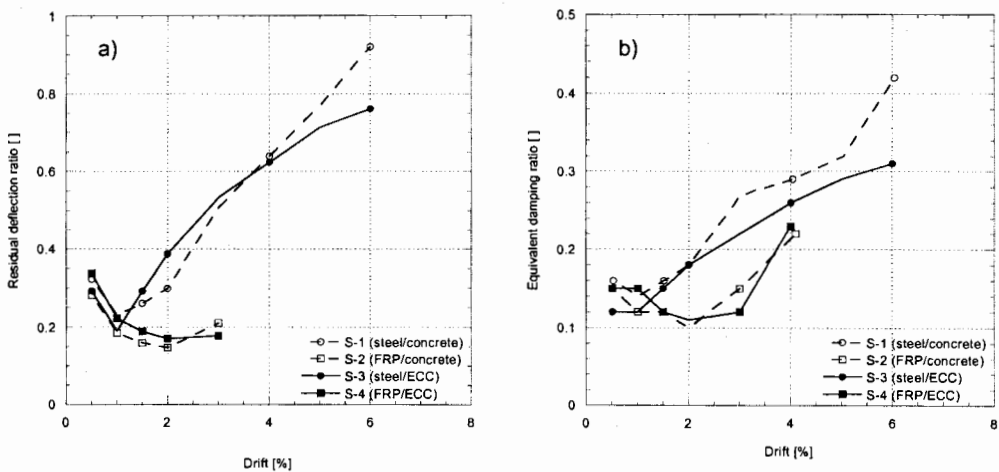 a)
Residual deflection ratio [ ]
1
0.8
0.6
0.4
0.2
0
0 2 4 6 8
Drift [%]
S-1 (steel/concrete)
S-2 (FRP/concrete)
S-3 (steel/ECC)
S-4 (FRP/ECC)
b)
Equivalent damping ratio [ ]
0.5
0.4
0.3
0.2
0.1
0
0 2 4 6 8
Drift [%]
S-1 (steel/concrete)
S-2 (FRP/concrete)
S-3 (steel/ECC)
S-4 (FRP/ECC)